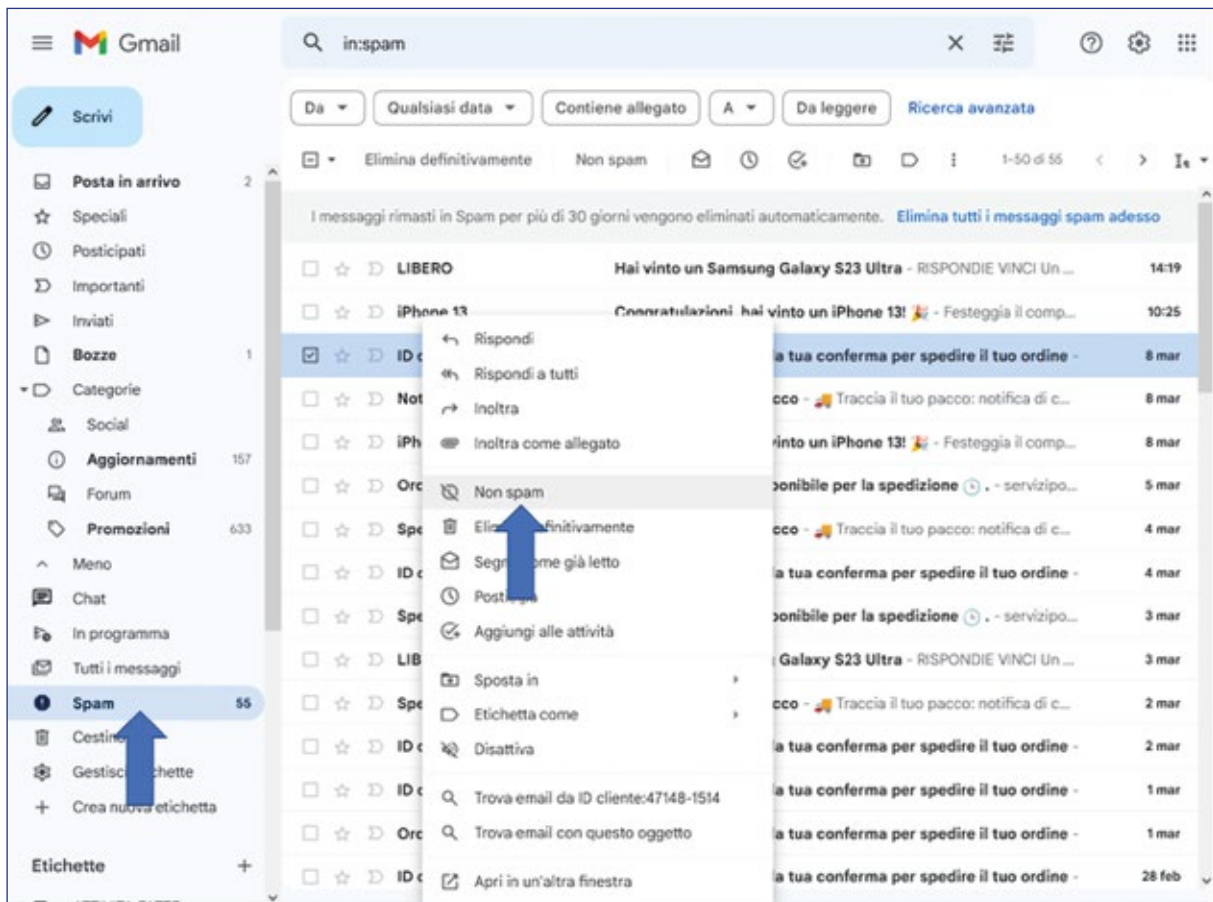 Gmail
in:spam
Scrivi
Posta in arrivo 2
Speciali
Posticipati
Importanti
Inviati
Bozze 1
Categorie
Social
Aggiornamenti 157
Forum
Promozioni 633
Meno
Chat
In programma
Tutti i messaggi
Spam 55
Cestino
Gestisci
Crea nuova etichetta
Etichette +
Da Qualsiasi data Contiene allegato A Da leggere Ricerca avanzata
Elimina definitivamente Non spam 1-50 di 55
I messaggi rimasti in Spam per più di 30 giorni vengono eliminati automaticamente. Elimina tutti i messaggi spam adesso
LIBERO Hai vinto un Samsung Galaxy S23 Ultra - RISPONDIE VINCI Un ... 14:19
iPhone 13 Congratulazioni, hai vinto un iPhone 13! 🎉 - Festeggia il comp... 10:25
ID a tua conferma per spedire il tuo ordine - 8 mar
Not cco - 🚚 Traccia il tuo pacco: notifica di c... 8 mar
iPh vinto un iPhone 13! 🎉 - Festeggia il comp... 8 mar
Orc ponibile per la spedizione 🕒 . - servizipo... 5 mar
Spe cco - 🚚 Traccia il tuo pacco: notifica di c... 4 mar
ID a tua conferma per spedire il tuo ordine - 4 mar
Spe ponibile per la spedizione 🕒 . - servizipo... 3 mar
LIB Galaxy S23 Ultra - RISPONDIE VINCI Un ... 3 mar
Spe cco - 🚚 Traccia il tuo pacco: notifica di c... 2 mar
ID a tua conferma per spedire il tuo ordine - 2 mar
ID a tua conferma per spedire il tuo ordine - 1 mar
Orc a tua conferma per spedire il tuo ordine - 1 mar
ID a tua conferma per spedire il tuo ordine - 28 feb
Rispondi
Rispondi a tutti
Inoltra
Inoltra come allegato
Non spam
Eli finitivamente
Segn ome già letto
Posti
Aggiungi alle attività
Sposta in
Etichetta come
Disattiva
Trova email da ID cliente:47148-1514
Trova email con questo oggetto
Apri in un'altra finestra